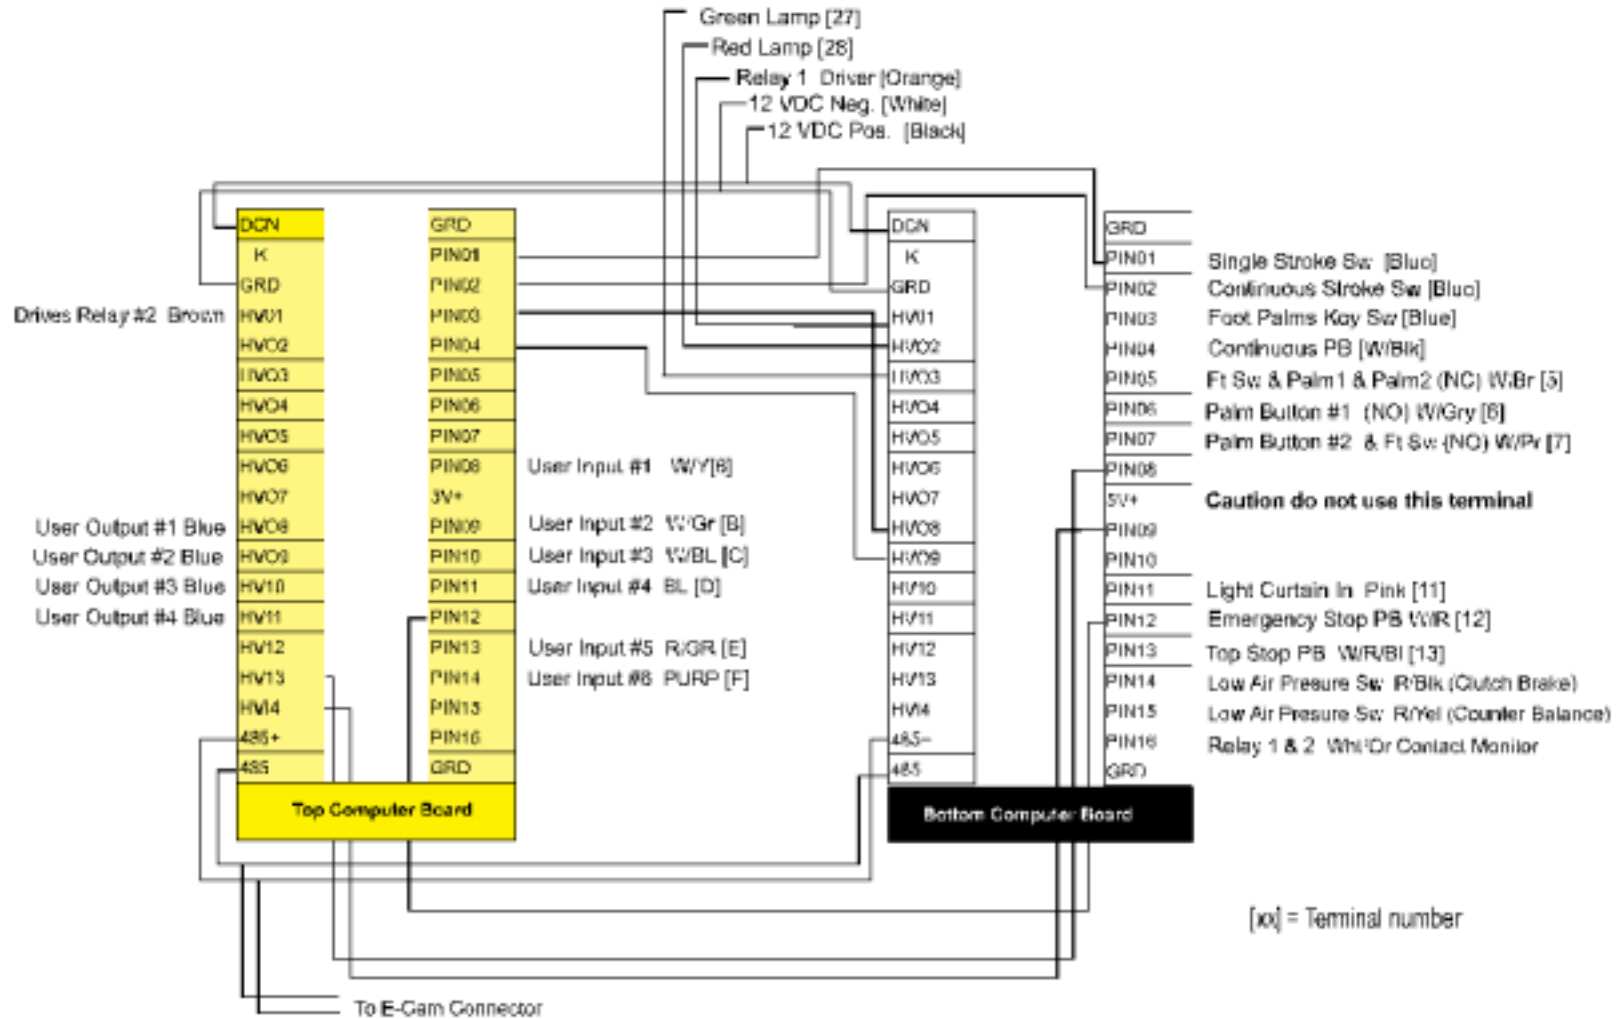 Green Lamp [27]
Red Lamp [28]
Relay 1 Driver [Orange]
12 VDC Neg. [White]
12 VDC Pos. [Black]
DCN
K
GRD
Drives Relay #2 Brown HV01
HVO2
HVO3
HVO4
HVO5
HVO6
HVO7
User Output #1 Blue HVO8
User Output #2 Blue HVO9
User Output #3 Blue HV10
User Output #4 Blue HV11
HV12
HV13
HVI4
485+
485
GRD
PIN01
PIN02
PIN03
PIN04
PIN05
PIN06
PIN07
PIN08 User Input #1 W/Y[6]
3V+
PIN09 User Input #2 W/Gr [B]
PIN10 User Input #3 W/BL [C]
PIN11 User Input #4 BL [D]
PIN12
PIN13 User Input #5 R/GR [E]
PIN14 User Input #6 PURP [F]
PIN13
PIN16
GRD
Top Computer Board
DCN
K
GRD
HV01
HVO2
HVO3
HVO4
HVO5
HVO6
HVO7
HVO8
HVO9
HV10
HV11
HV12
HV13
HVI4
485-
485
GRD
PIN01 Single Stroke Sw [Blue]
PIN02 Continuous Stroke Sw [Blue]
PIN03 Foot Palms Key Sw [Blue]
PIN04 Continuous PB [W/Blk]
PIN05 Ft Sw & Palm1 & Palm2 (NC) W/Br [5]
PIN06 Palm Button #1 (NO) W/Gry [6]
PIN07 Palm Button #2 & Ft Sw (NO) W/Pr [7]
PIN08
5V+ Caution do not use this terminal
PIN09
PIN10
PIN11 Light Curtain In Pink [11]
PIN12 Emergency Stop PB W/R [12]
PIN13 Top Stop PB W/R/Bl [13]
PIN14 Low Air Presure Sw R/Blk (Clutch Brake)
PIN15 Low Air Presure Sw R/Yel (Counter Balance)
PIN16 Relay 1 & 2 Wht/Or Contact Monitor
GRD
Bottom Computer Board
[xx] = Terminal number
To E-Cam Connector